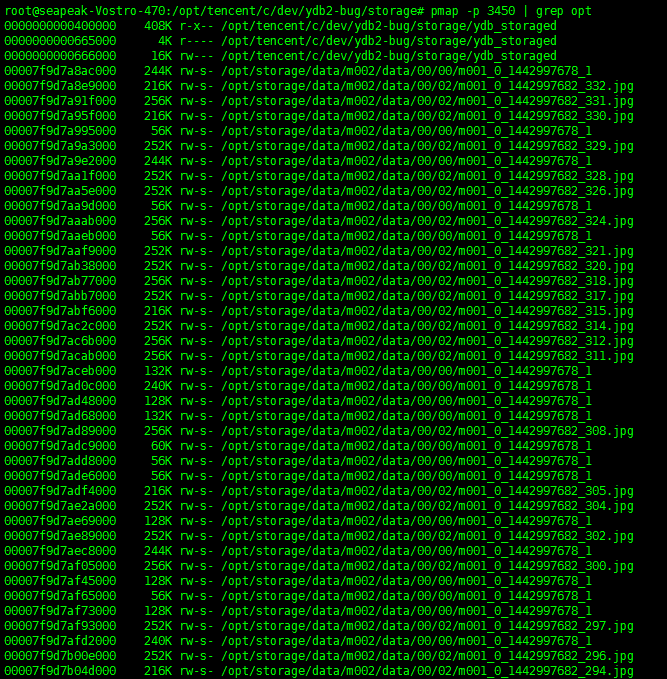 root@seapeak-Vostro-470:/opt/tencent/c/dev/ydb2-bug/storage# pmap -p 3450 | grep opt
0000000000400000    408K r-x-- /opt/tencent/c/dev/ydb2-bug/storage/ydb_storaged
0000000000665000      4K r---- /opt/tencent/c/dev/ydb2-bug/storage/ydb_storaged
0000000000666000     16K rw--- /opt/tencent/c/dev/ydb2-bug/storage/ydb_storaged
00007f9d7a8ac000    244K rw-s- /opt/storage/data/m002/data/00/00/m001_0_1442997678_1
00007f9d7a8e9000    216K rw-s- /opt/storage/data/m002/data/00/02/m001_0_1442997682_332.jpg
00007f9d7a91f000    256K rw-s- /opt/storage/data/m002/data/00/02/m001_0_1442997682_331.jpg
00007f9d7a95f000    216K rw-s- /opt/storage/data/m002/data/00/02/m001_0_1442997682_330.jpg
00007f9d7a995000     56K rw-s- /opt/storage/data/m002/data/00/00/m001_0_1442997678_1
00007f9d7a9a3000    252K rw-s- /opt/storage/data/m002/data/00/02/m001_0_1442997682_329.jpg
00007f9d7a9e2000    244K rw-s- /opt/storage/data/m002/data/00/00/m001_0_1442997678_1
00007f9d7aa1f000    252K rw-s- /opt/storage/data/m002/data/00/02/m001_0_1442997682_328.jpg
00007f9d7aa5e000    252K rw-s- /opt/storage/data/m002/data/00/02/m001_0_1442997682_326.jpg
00007f9d7aa9d000     56K rw-s- /opt/storage/data/m002/data/00/00/m001_0_1442997678_1
00007f9d7aaab000    256K rw-s- /opt/storage/data/m002/data/00/02/m001_0_1442997682_324.jpg
00007f9d7aaeb000     56K rw-s- /opt/storage/data/m002/data/00/00/m001_0_1442997678_1
00007f9d7aaf9000    252K rw-s- /opt/storage/data/m002/data/00/02/m001_0_1442997682_321.jpg
00007f9d7ab38000    252K rw-s- /opt/storage/data/m002/data/00/02/m001_0_1442997682_320.jpg
00007f9d7ab77000    256K rw-s- /opt/storage/data/m002/data/00/02/m001_0_1442997682_318.jpg
00007f9d7abb7000    252K rw-s- /opt/storage/data/m002/data/00/02/m001_0_1442997682_317.jpg
00007f9d7abf6000    216K rw-s- /opt/storage/data/m002/data/00/02/m001_0_1442997682_315.jpg
00007f9d7ac2c000    252K rw-s- /opt/storage/data/m002/data/00/02/m001_0_1442997682_314.jpg
00007f9d7ac6b000    256K rw-s- /opt/storage/data/m002/data/00/02/m001_0_1442997682_312.jpg
00007f9d7acab000    256K rw-s- /opt/storage/data/m002/data/00/02/m001_0_1442997682_311.jpg
00007f9d7aceb000    132K rw-s- /opt/storage/data/m002/data/00/00/m001_0_1442997678_1
00007f9d7ad0c000    240K rw-s- /opt/storage/data/m002/data/00/00/m001_0_1442997678_1
00007f9d7ad48000    128K rw-s- /opt/storage/data/m002/data/00/00/m001_0_1442997678_1
00007f9d7ad68000    132K rw-s- /opt/storage/data/m002/data/00/00/m001_0_1442997678_1
00007f9d7ad89000    256K rw-s- /opt/storage/data/m002/data/00/02/m001_0_1442997682_308.jpg
00007f9d7adc9000     60K rw-s- /opt/storage/data/m002/data/00/00/m001_0_1442997678_1
00007f9d7add8000     56K rw-s- /opt/storage/data/m002/data/00/00/m001_0_1442997678_1
00007f9d7ade6000     56K rw-s- /opt/storage/data/m002/data/00/00/m001_0_1442997678_1
00007f9d7adf4000    216K rw-s- /opt/storage/data/m002/data/00/02/m001_0_1442997682_305.jpg
00007f9d7ae2a000    252K rw-s- /opt/storage/data/m002/data/00/02/m001_0_1442997682_304.jpg
00007f9d7ae69000    128K rw-s- /opt/storage/data/m002/data/00/00/m001_0_1442997678_1
00007f9d7ae89000    252K rw-s- /opt/storage/data/m002/data/00/02/m001_0_1442997682_302.jpg
00007f9d7aec8000    244K rw-s- /opt/storage/data/m002/data/00/00/m001_0_1442997678_1
00007f9d7af05000    256K rw-s- /opt/storage/data/m002/data/00/02/m001_0_1442997682_300.jpg
00007f9d7af45000    128K rw-s- /opt/storage/data/m002/data/00/00/m001_0_1442997678_1
00007f9d7af65000     56K rw-s- /opt/storage/data/m002/data/00/00/m001_0_1442997678_1
00007f9d7af73000    128K rw-s- /opt/storage/data/m002/data/00/00/m001_0_1442997678_1
00007f9d7af93000    252K rw-s- /opt/storage/data/m002/data/00/02/m001_0_1442997682_297.jpg
00007f9d7afd2000    240K rw-s- /opt/storage/data/m002/data/00/00/m001_0_1442997678_1
00007f9d7b00e000    252K rw-s- /opt/storage/data/m002/data/00/02/m001_0_1442997682_296.jpg
00007f9d7b04d000    216K rw-s- /opt/storage/data/m002/data/00/02/m001_0_1442997682_294.jpg